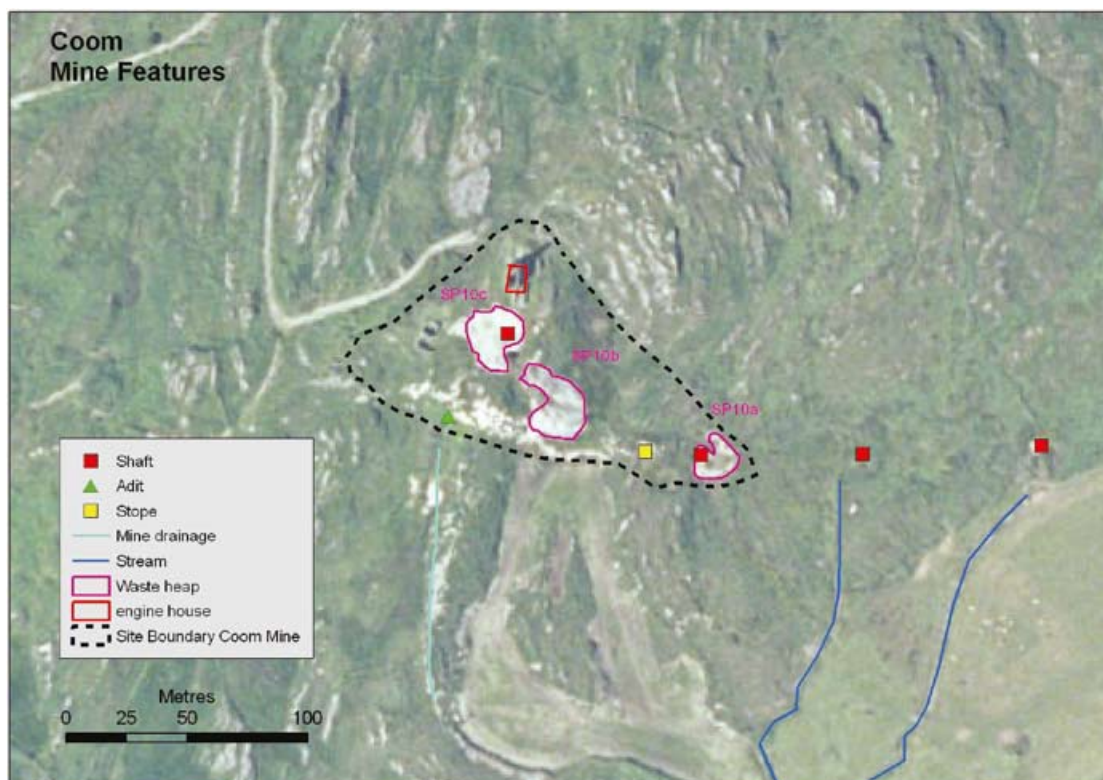 Coom
Mine Features
SP10c
SP10b
SP10a
Shaft
Adit
Stope
Mine drainage
Stream
Waste heap
engine house
Site Boundary Coom Mine
Metres
0 25 50 100